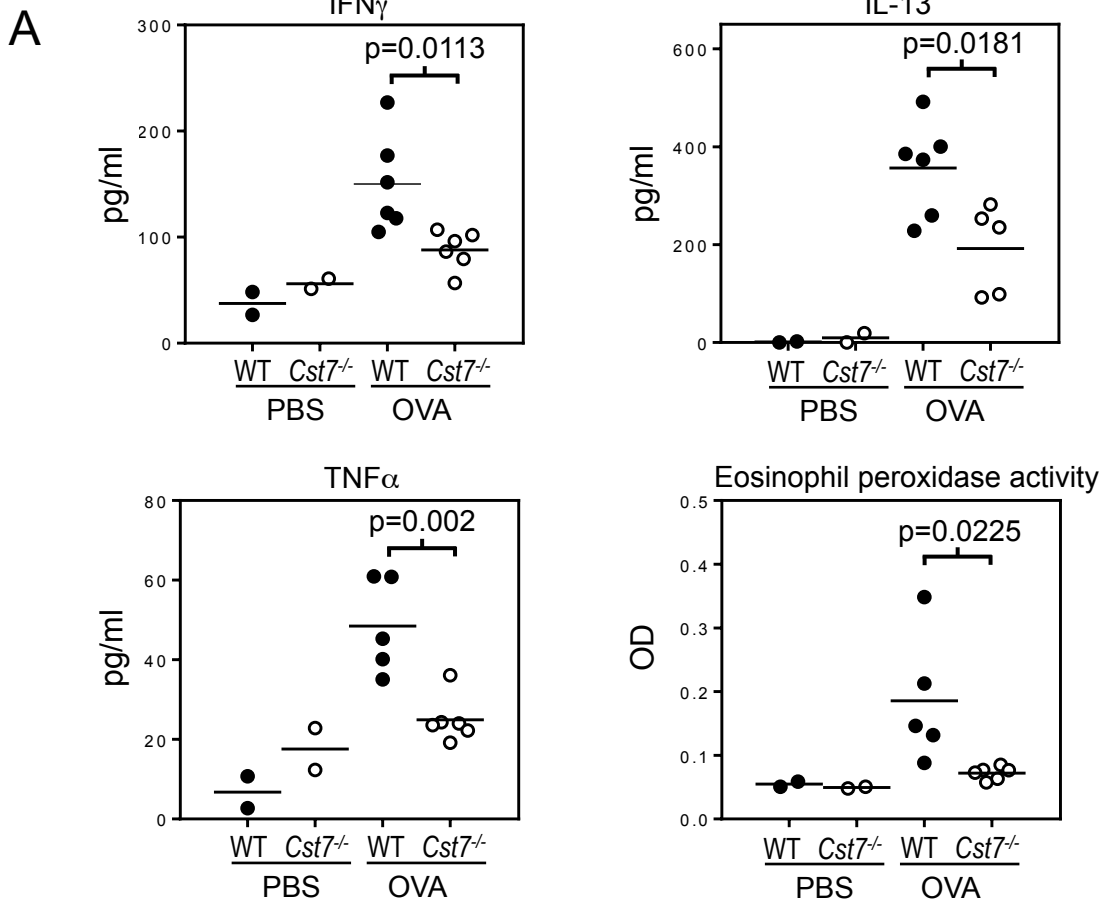 A
IFNγ
300
200
100
0
pg/ml
p=0.0113
WT Cst7-/- WT Cst7-/-
PBS OVA
IL-13
600
400
200
0
pg/ml
p=0.0181
WT Cst7-/- WT Cst7-/-
PBS OVA
TNFα
80
60
40
20
0
pg/ml
p=0.002
WT Cst7-/- WT Cst7-/-
PBS OVA
Eosinophil peroxidase activity
0.5
0.4
0.3
0.2
0.1
0.0
OD
p=0.0225
WT Cst7-/- WT Cst7-/-
PBS OVA